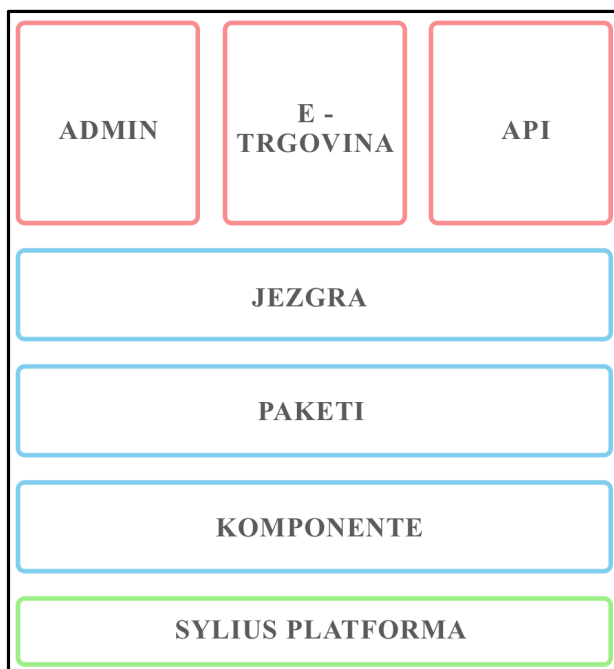 ADMIN
E -
TRGOVINA
API
JEZGRA
PAKETI
KOMPONENTE
SYLIUS PLATFORMA